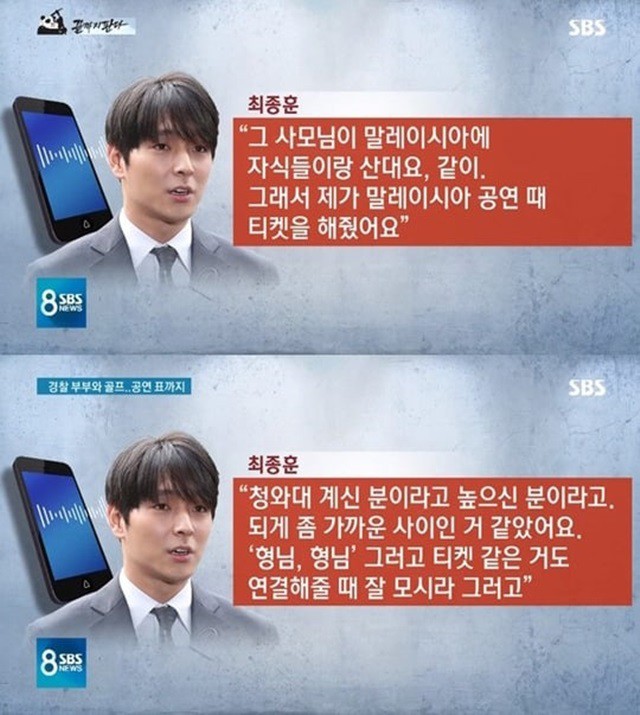 끝까지판다
SBS
최종훈
“그 사모님이 말레이시아에
자식들이랑 산대요, 같이.
그래서 제가 말레이시아 공연 때
티켓을 해줬어요”
8 SBS
NEWS
경찰 부부와 골프..공연 표까지
SBS
최종훈
“청와대 계신 분이라고 높으신 분이라고.
되게 좀 가까운 사이인 거 같았어요.
‘형님, 형님’ 그러고 티켓 같은 거도
연결해줄 때 잘 모시라 그러고”
8 SBS
NEWS